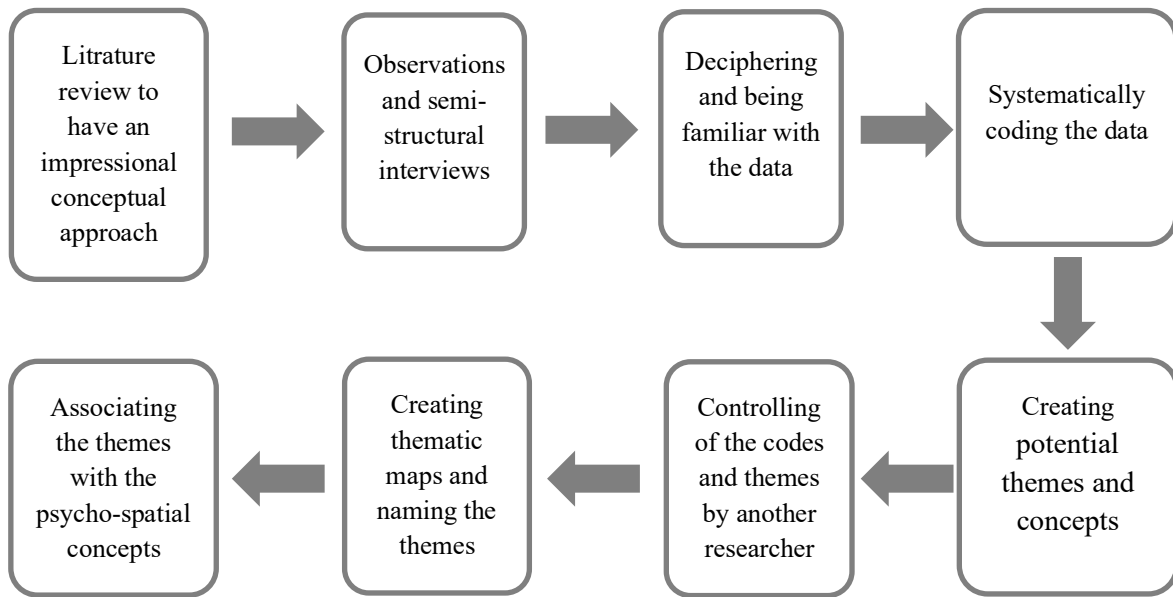 Litrature
review to
have an
impressional
conceptual
approach
Observations
and semi-
structural
interviews
Deciphering
and being
familiar with
the data
Systematically
coding the data
Creating
potential
themes and
concepts
Controlling
of the codes
and themes
by another
researcher
Creating
thematic
maps and
naming the
themes
Associating
the themes
with the
psycho-spatial
concepts